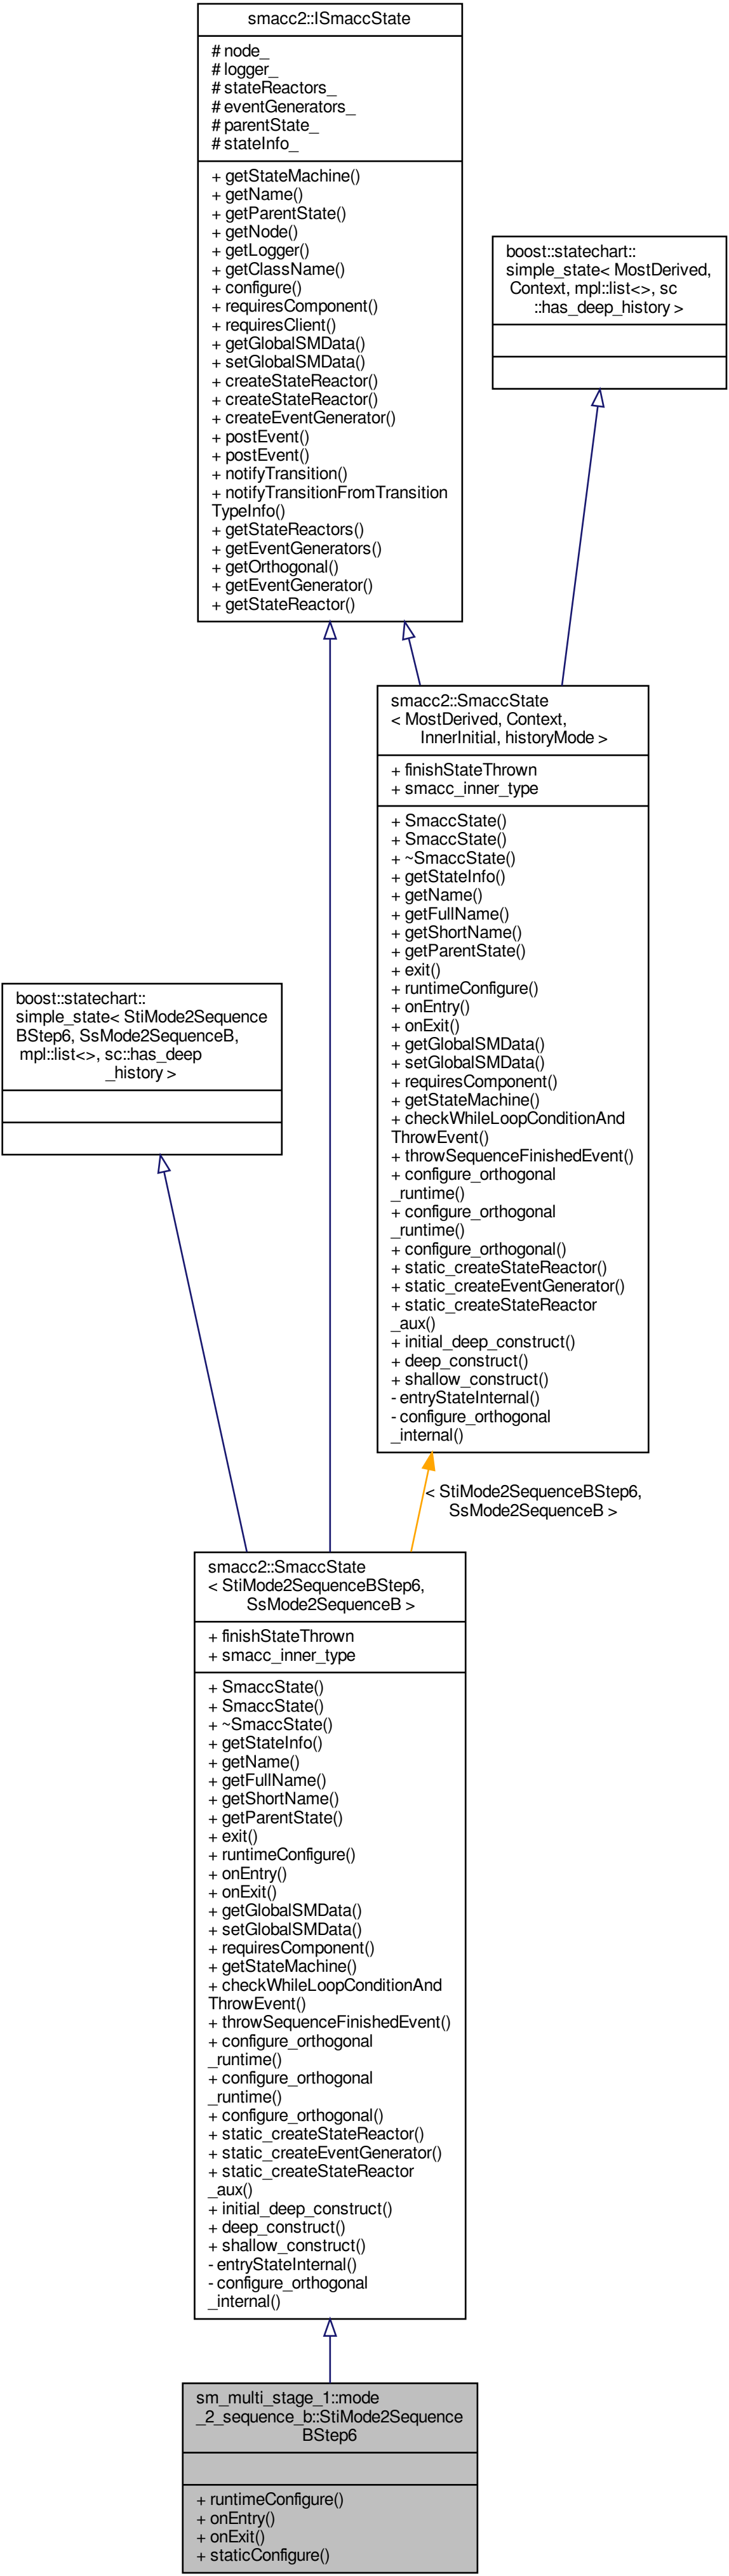 smacc2::ISmaccState
# node_
# logger_
# stateReactors_
# eventGenerators_
# parentState_
# stateInfo_
+ getStateMachine()
+ getName()
+ getParentState()
+ getNode()
+ getLogger()
+ getClassName()
+ configure()
+ requiresComponent()
+ requiresClient()
+ getGlobalSMData()
+ setGlobalSMData()
+ createStateReactor()
+ createStateReactor()
+ createEventGenerator()
+ postEvent()
+ postEvent()
+ notifyTransition()
+ notifyTransitionFromTransition
TypeInfo()
+ getStateReactors()
+ getEventGenerators()
+ getOrthogonal()
+ getEventGenerator()
+ getStateReactor()
boost::statechart::
simple_state< MostDerived,
Context, mpl::list<>, sc
::has_deep_history >
smacc2::SmaccState
< MostDerived, Context,
InnerInitial, historyMode >
+ finishStateThrown
+ smacc_inner_type
+ SmaccState()
+ SmaccState()
+ ~SmaccState()
+ getStateInfo()
+ getName()
+ getFullName()
+ getShortName()
+ getParentState()
+ exit()
+ runtimeConfigure()
+ onEntry()
+ onExit()
+ getGlobalSMData()
+ setGlobalSMData()
+ requiresComponent()
+ getStateMachine()
+ checkWhileLoopConditionAnd
ThrowEvent()
+ throwSequenceFinishedEvent()
+ configure_orthogonal
_runtime()
+ configure_orthogonal
_runtime()
+ configure_orthogonal()
+ static_createStateReactor()
+ static_createEventGenerator()
+ static_createStateReactor
_aux()
+ initial_deep_construct()
+ deep_construct()
+ shallow_construct()
- entryStateInternal()
- configure_orthogonal
_internal()
boost::statechart::
simple_state< StiMode2Sequence
BStep6, SsMode2SequenceB,
mpl::list<>, sc::has_deep
_history >
< StiMode2SequenceBStep6,
SsMode2SequenceB >
smacc2::SmaccState
< StiMode2SequenceBStep6,
SsMode2SequenceB >
+ finishStateThrown
+ smacc_inner_type
+ SmaccState()
+ SmaccState()
+ ~SmaccState()
+ getStateInfo()
+ getName()
+ getFullName()
+ getShortName()
+ getParentState()
+ exit()
+ runtimeConfigure()
+ onEntry()
+ onExit()
+ getGlobalSMData()
+ setGlobalSMData()
+ requiresComponent()
+ getStateMachine()
+ checkWhileLoopConditionAnd
ThrowEvent()
+ throwSequenceFinishedEvent()
+ configure_orthogonal
_runtime()
+ configure_orthogonal
_runtime()
+ configure_orthogonal()
+ static_createStateReactor()
+ static_createEventGenerator()
+ static_createStateReactor
_aux()
+ initial_deep_construct()
+ deep_construct()
+ shallow_construct()
- entryStateInternal()
- configure_orthogonal
_internal()
sm_multi_stage_1::mode
_2_sequence_b::StiMode2Sequence
BStep6
+ runtimeConfigure()
+ onEntry()
+ onExit()
+ staticConfigure()